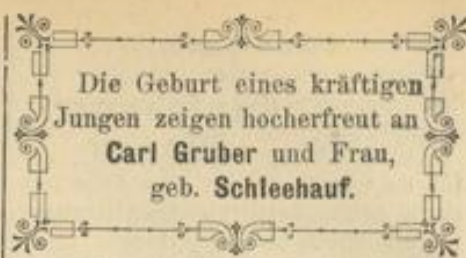 Die Geburt eines kräftigen
Jungen zeigen hocherfreut an
Carl Gruber und Frau,
geb. Schleehauf.